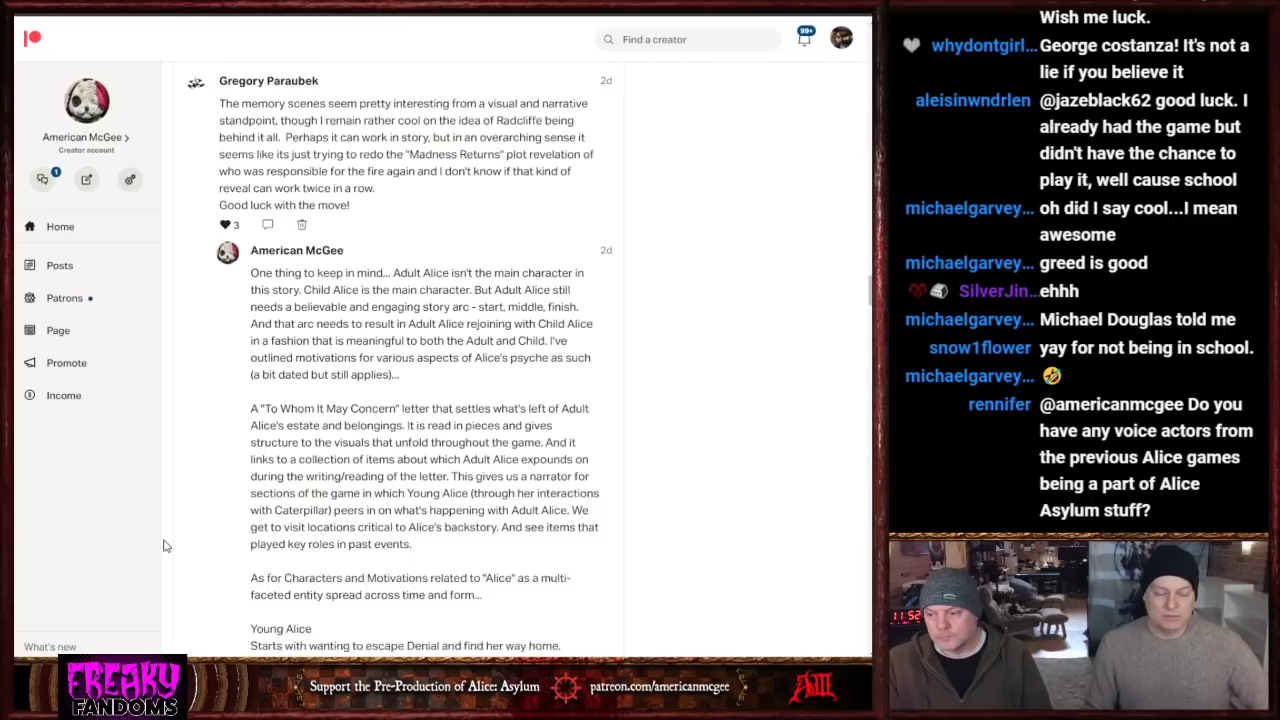 Find a creator
99+
American McGee >
Creator account
1
Home
Posts
Patrons
Page
Promote
Income
What's new
Gregory Paraubek
2d
The memory scenes seem pretty interesting from a visual and narrative
standpoint, though I remain rather cool on the idea of Radcliffe being
behind it all. Perhaps it can work in story, but in an overarching sense it
seems like its just trying to redo the "Madness Returns" plot revelation of
who was responsible for the fire again and I don't know if that kind of
reveal can work twice in a row.
Good luck with the move!
3
American McGee
2d
One thing to keep in mind... Adult Alice isn't the main character in
this story. Child Alice is the main character. But Adult Alice still
needs a believable and engaging story arc - start, middle, finish.
And that arc needs to result in Adult Alice rejoining with Child Alice
in a fashion that is meaningful to both the Adult and Child. I've
outlined motivations for various aspects of Alice's psyche as such
(a bit dated but still applies)...
A "To Whom It May Concern" letter that settles what's left of Adult
Alice's estate and belongings. It is read in pieces and gives
structure to the visuals that unfold throughout the game. And it
links to a collection of items about which Adult Alice expounds on
during the writing/reading of the letter. This gives us a narrator for
sections of the game in which Young Alice (through her interactions
with Caterpillar) peers in on what's happening with Adult Alice. We
get to visit locations critical to Alice's backstory. And see items that
played key roles in past events.
As for Characters and Motivations related to "Alice" as a multi-
faceted entity spread across time and form...
Young Alice
Starts with wanting to escape Denial and find her way home.
Wish me luck.
whydontgirl... George costanza! It's not a
lie if you believe it
aleisinwndrlen @jazeblack62 good luck. I
already had the game but
didn't have the chance to
play it, well cause school
michaelgarvey... oh did I say cool...I mean
awesome
michaelgarvey... greed is good
SilverJin... ehhh
michaelgarvey... Michael Douglas told me
snow1flower yay for not being in school.
michaelgarvey... 🤣
rennifer @americanmcgee Do you
have any voice actors from
the previous Alice games
being a part of Alice
Asylum stuff?
11:52
FREAKY
FANDOMS
Support the Pre-Production of Alice: Asylum
patreon.com/americanmcgee